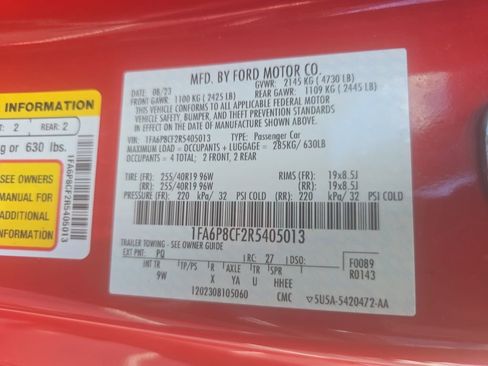 INFORMATION
2
REAR: 2
g or 630 lbs.
SEE OWNERS
MANUAL
ADDITIONAL
1FA6P8CF2R5405013
MFD. BY FORD MOTOR CO.
DATE: 08/23
GVWR: 2145 KG ( 4730 LB)
FRONT GAWR: 1100 KG ( 2425 LB)
REAR GAWR: 1109 KG ( 2445 LB)
THIS VEHICLE CONFORMS TO ALL APPLICABLE FEDERAL MOTOR
VEHICLE SAFETY, BUMPER, AND THEFT PREVENTION STANDARDS
IN EFFECT ON THE DATE OF MANUFACTURE SHOWN ABOVE.
VIN: 1FA6P8CF2R5405013 TYPE: Passenger Car
MAXIMUM LOAD = OCCUPANTS + LUGGAGE = 285KG/ 630LB
OCCUPANTS = 4 TOTAL: 2 FRONT, 2 REAR
TIRE (FR): 255/40R19 96W RIMS (FR): 19x8.5J
(RR): 255/40R19 96W (RR): 19x8.5J
PRESSURE (FR): 220 kPa/ 32 PSI COLD (RR): 220 kPa/ 32 PSI COLD
1FA6P8CF2R5405013
TRAILER TOWING - SEE OWNER GUIDE
EXT PNT: PQ RC: 27 DSO: F0089
INT TR TP/PS R AXLE TR SPR R0143
9W X YA U HHEE
1202308105060 CMC 5U5A-5420472-AA